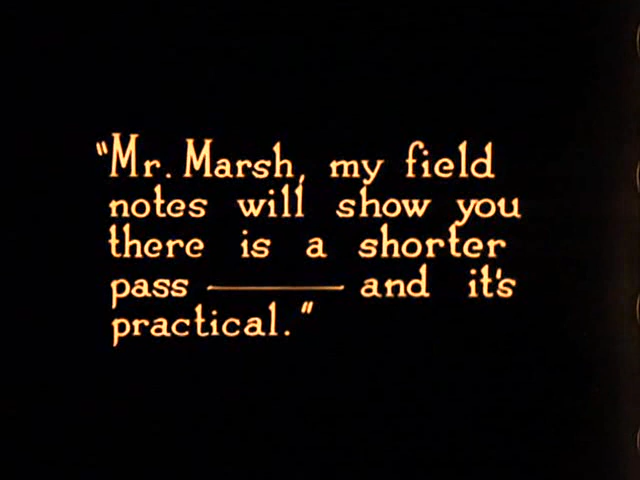 "Mr. Marsh, my field
notes will show you
there is a shorter
pass ——— and it's
practical."